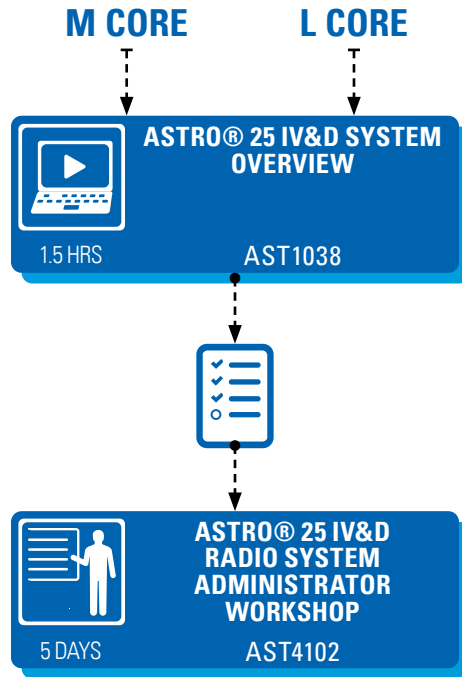 M CORE
L CORE
ASTRO® 25 IV&D SYSTEM
OVERVIEW
1.5 HRS
AST1038
ASTRO® 25 IV&D
RADIO SYSTEM
ADMINISTRATOR
WORKSHOP
5 DAYS
AST4102